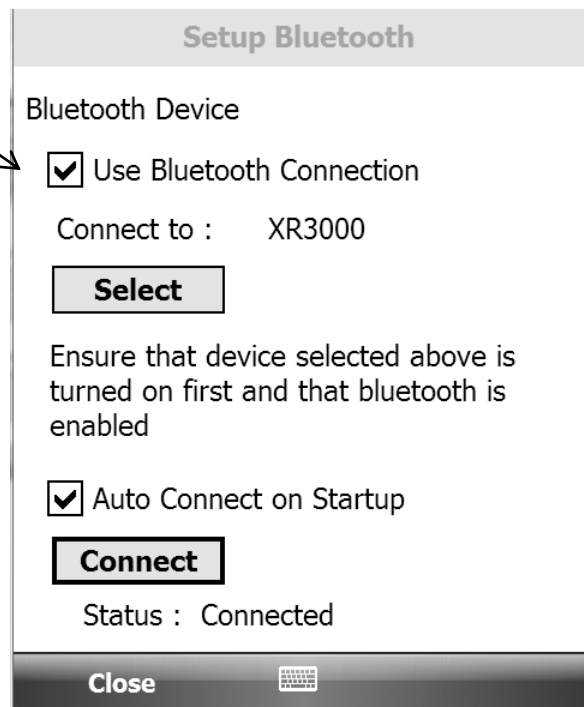 Setup Bluetooth
Bluetooth Device
Use Bluetooth Connection
Connect to : XR3000
Select
Ensure that device selected above is
turned on first and that bluetooth is
enabled
Auto Connect on Startup
Connect
Status : Connected
Close